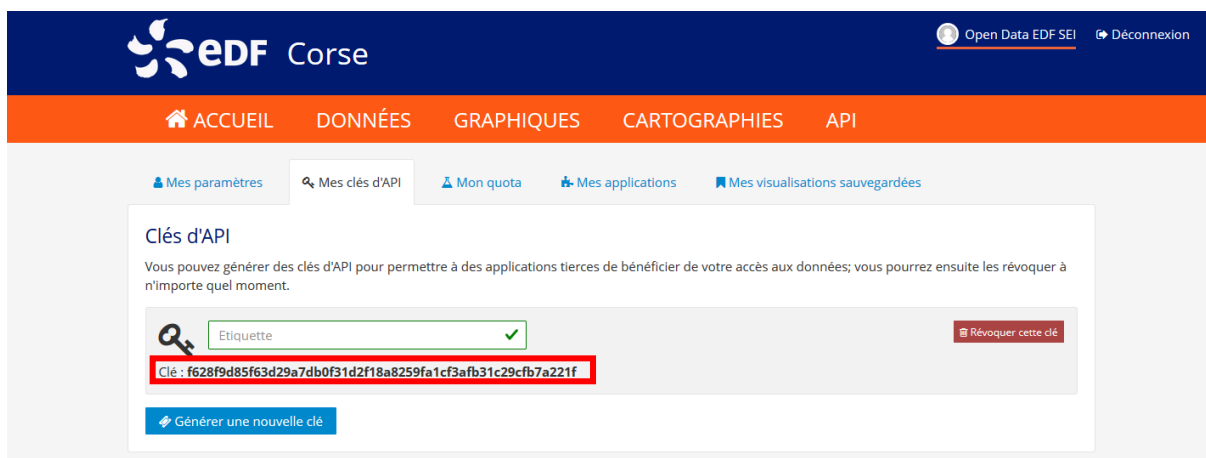 eDF Corse
Open Data EDF SEI Déconnexion
ACCUEIL DONNÉES GRAPHIQUES CARTOGRAPHIES API
Mes paramètres Mes clés d'API Mon quota Mes applications Mes visualisations sauvegardées
Clés d'API
Vous pouvez générer des clés d'API pour permettre à des applications tierces de bénéficier de votre accès aux données; vous pourrez ensuite les révoquer à
n'importe quel moment.
Etiquette Révoquer cette clé
Clé : f628f9d85f63d29a7db0f31d2f18a8259fa1cf3afb31c29cfb7a221f
Générer une nouvelle clé